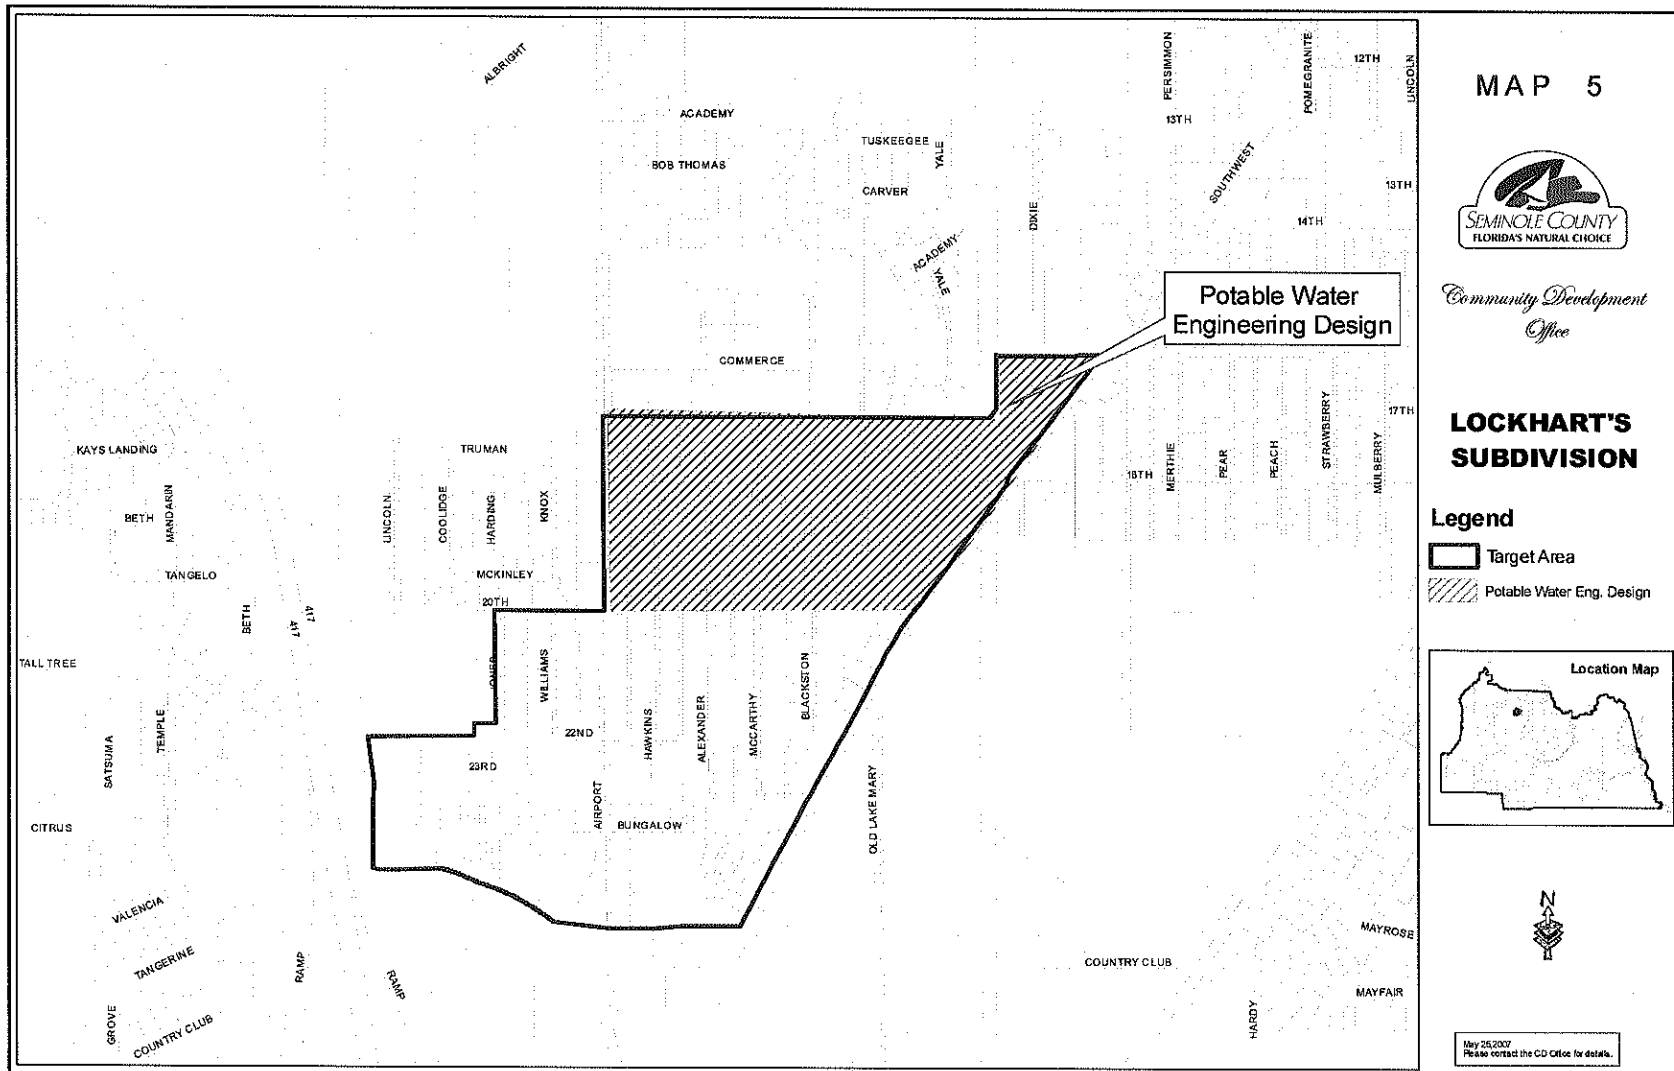 ALBRIGHT
ACADEMY
BOB THOMAS
TUSKEEGEE
YALE
CARVER
ACADEMY
YALE
DIXIE
PERSIMMON
13TH
POMEGRANITE
12TH
LINCOLN
SOUTHWEST
13TH
14TH
Potable Water
Engineering Design
COMMERCE
KAYS LANDING
TRUMAN
BETH
MANDARIN
LINCOLN
COOLIDGE
HARDING
KNOX
TANGELO
MCKINLEY
20TH
BETH
417
417
17TH
18TH
MERTHIE
PEAR
PEACH
STRAWBERRY
MULBERRY
TALL TREE
JONES
WILLIAMS
SATSUMA
TEMPLE
22ND
23RD
HAWKINS
ALEXANDER
MCCARTHY
BLACKSTON
AIRPORT
BUNGALOW
OLD LAKE MARY
CITRUS
VALENCIA
TANGERINE
GROVE
COUNTRY CLUB
RAMP
RAMP
COUNTRY CLUB
MAYROSE
MAYFAIR
HARDY
MAP 5
SEMINOLE COUNTY
FLORIDA'S NATURAL CHOICE
Community Development
Office
LOCKHART'S
SUBDIVISION
Legend
Target Area
Potable Water Eng. Design
Location Map
N
May 25,2007
Please contact the CD Office for details.